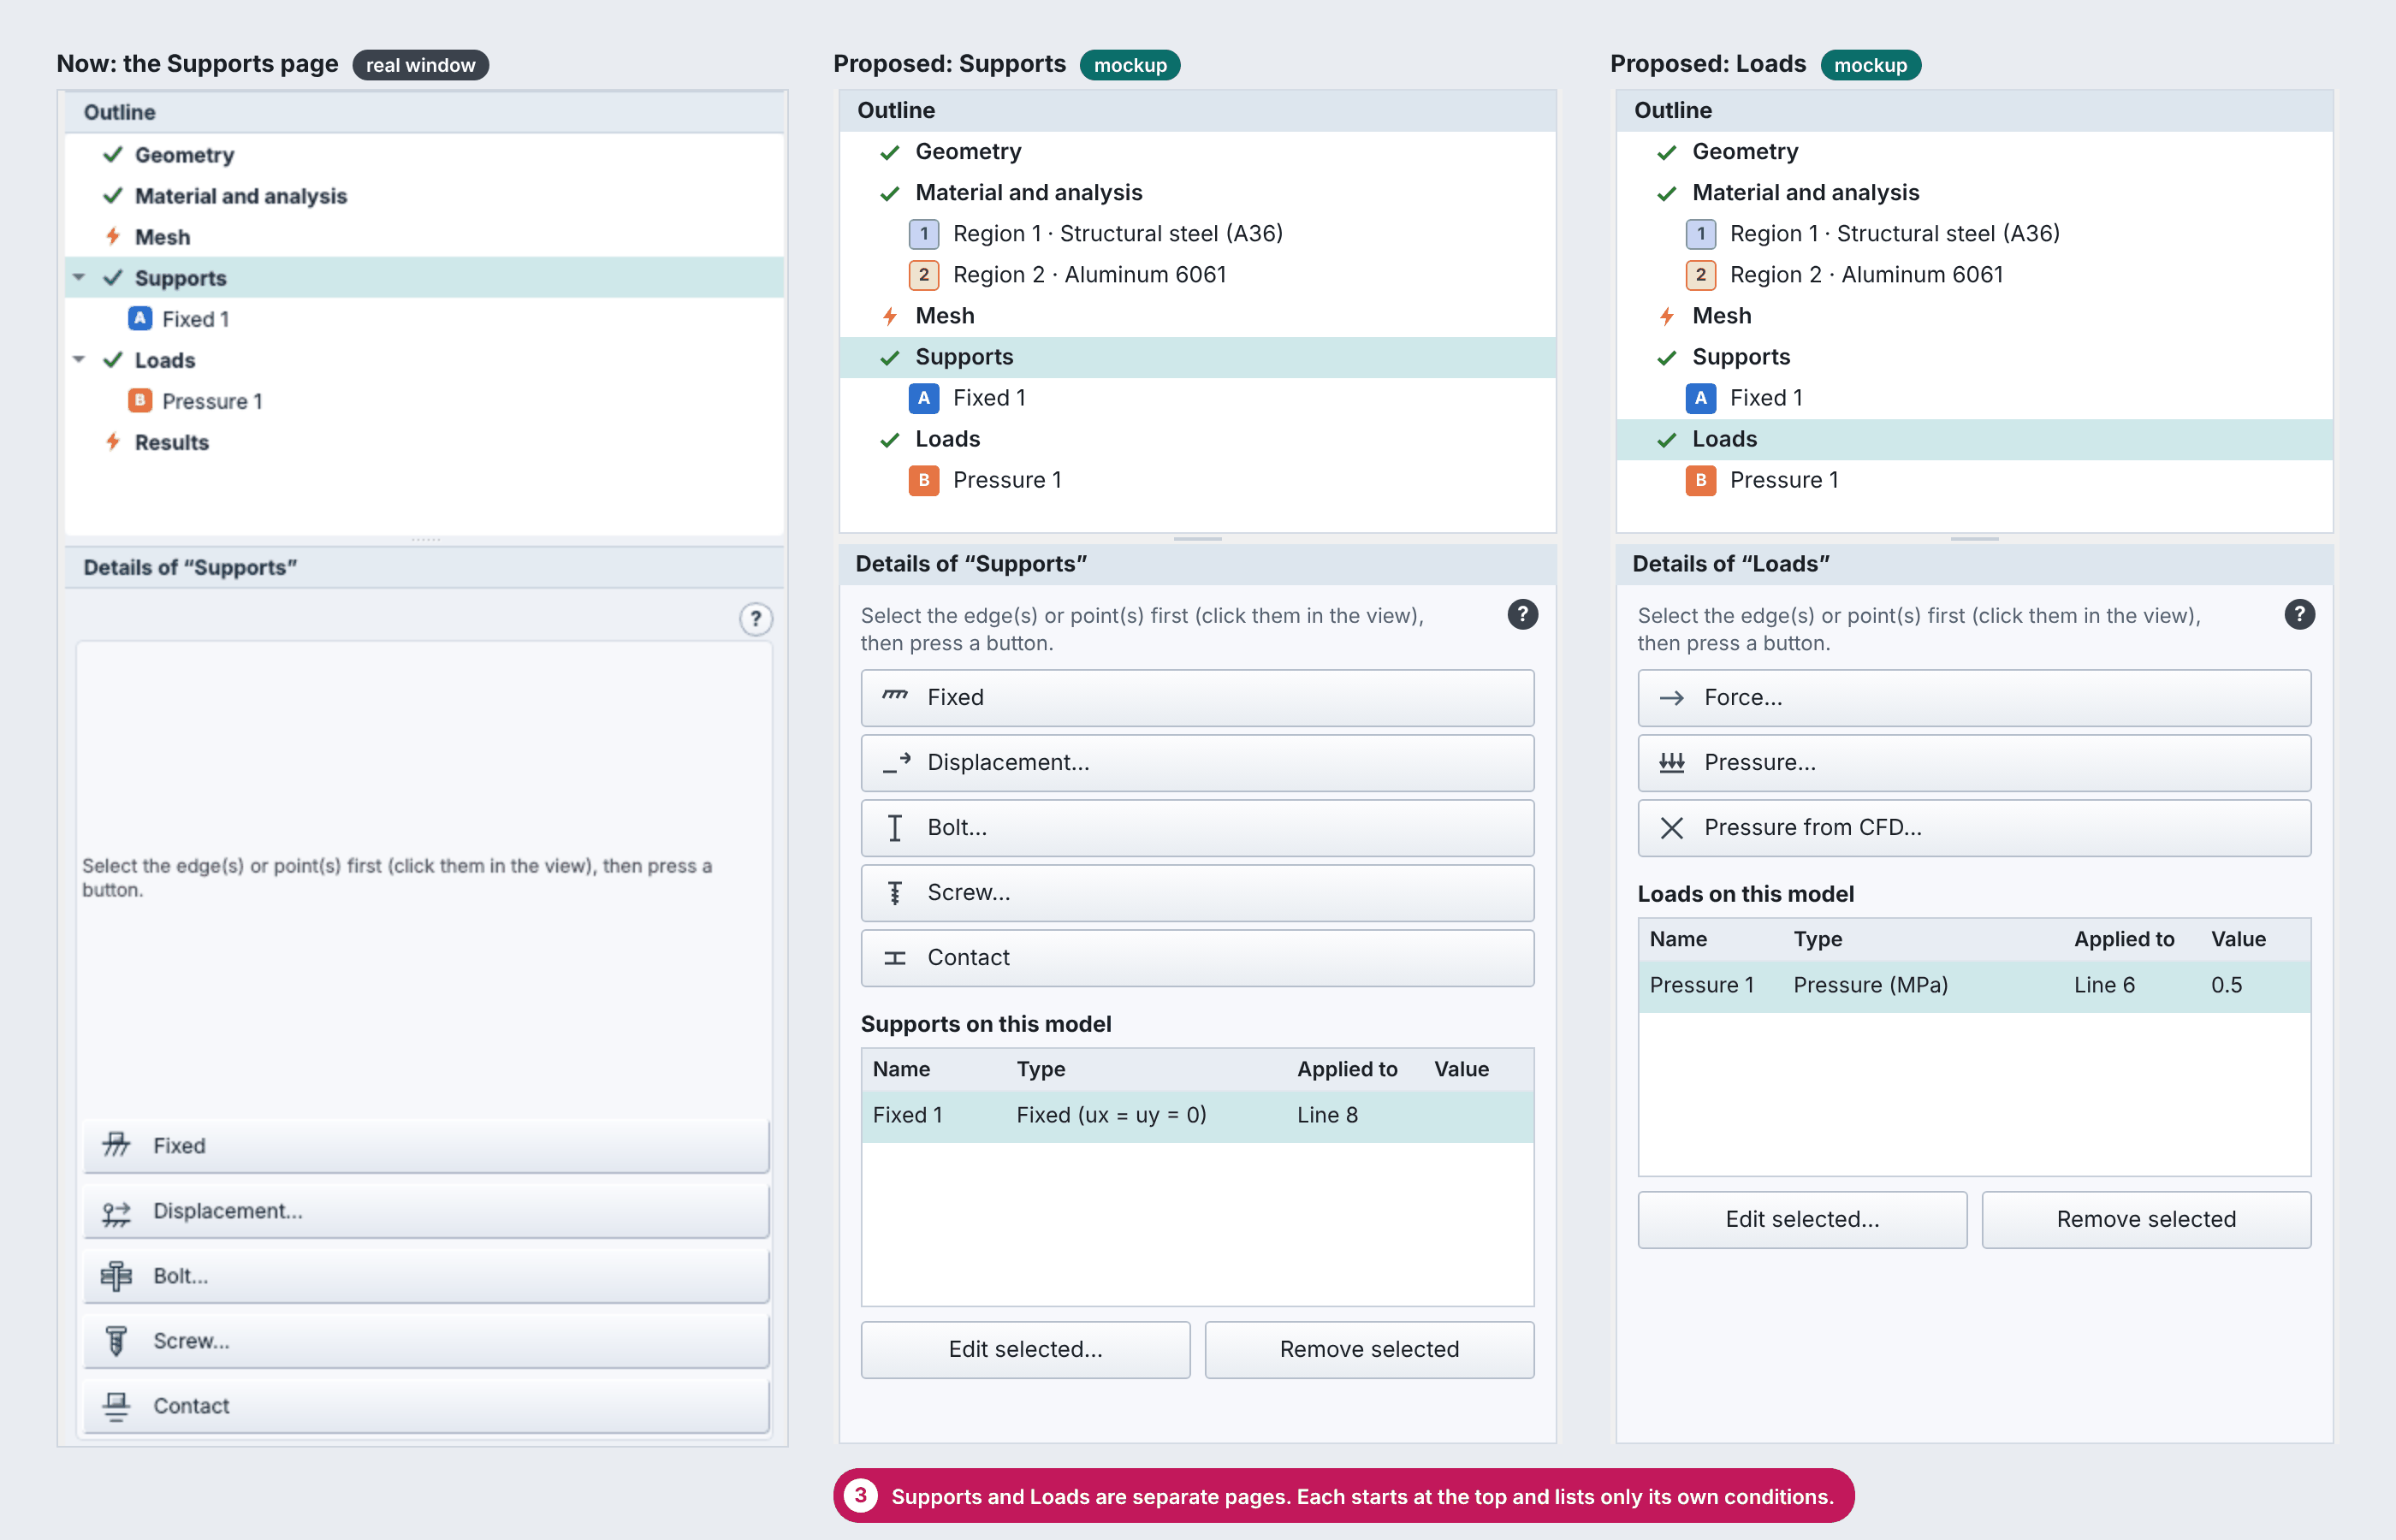 Now: the Supports page real window
Outline
Geometry
Material and analysis
Mesh
Supports
A Fixed 1
Loads
B Pressure 1
Results
Details of “Supports”
?
Select the edge(s) or point(s) first (click them in the view), then press a
button.
Fixed
Displacement...
Bolt...
Screw...
Contact
Proposed: Supports mockup
Outline
Geometry
Material and analysis
1 Region 1 · Structural steel (A36)
2 Region 2 · Aluminum 6061
Mesh
Supports
A Fixed 1
Loads
B Pressure 1
Details of “Supports”
Select the edge(s) or point(s) first (click them in the view), ?
then press a button.
Fixed
Displacement...
Bolt...
Screw...
Contact
Supports on this model
Name Type Applied to Value
Fixed 1 Fixed (ux = uy = 0) Line 8
Edit selected... Remove selected
Proposed: Loads mockup
Outline
Geometry
Material and analysis
1 Region 1 · Structural steel (A36)
2 Region 2 · Aluminum 6061
Mesh
Supports
A Fixed 1
Loads
B Pressure 1
Details of “Loads”
Select the edge(s) or point(s) first (click them in the view), ?
then press a button.
Force...
Pressure...
Pressure from CFD...
Loads on this model
Name Type Applied to Value
Pressure 1 Pressure (MPa) Line 6 0.5
Edit selected... Remove selected
3 Supports and Loads are separate pages. Each starts at the top and lists only its own conditions.